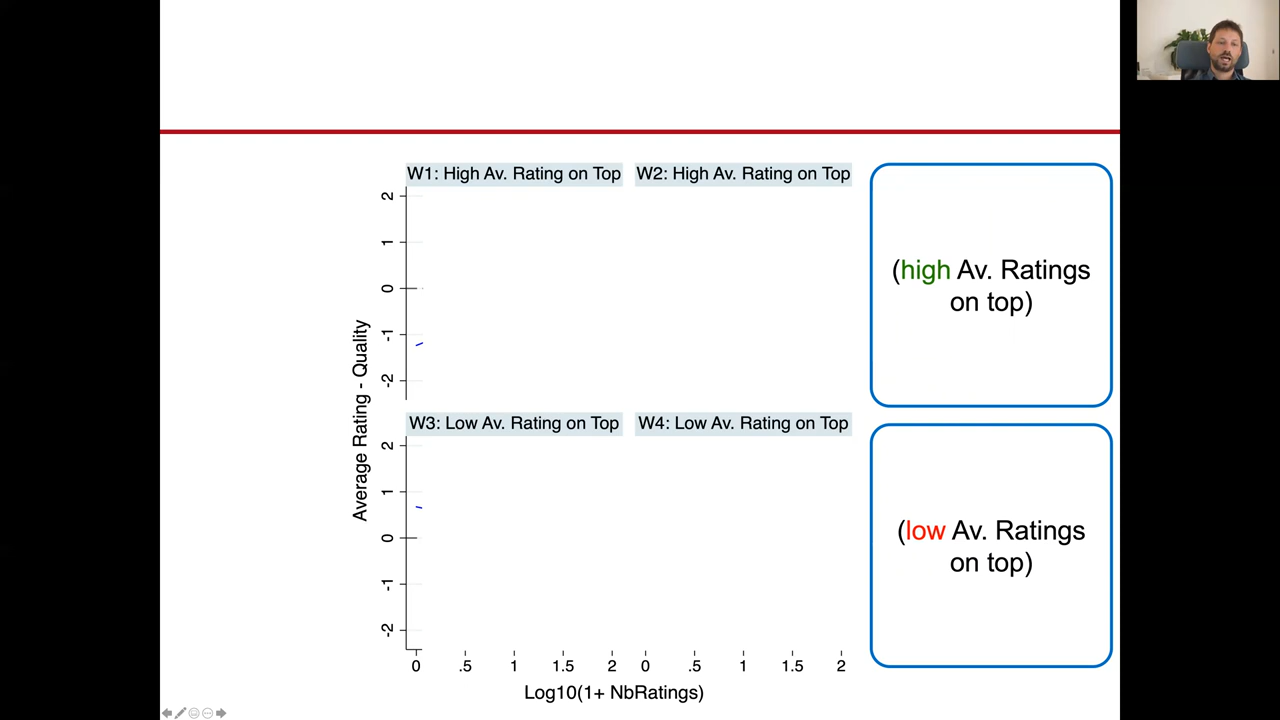 W1: High Av. Rating on Top
W2: High Av. Rating on Top
2
1
0
-1
-2
(high Av. Ratings
on top)
Average Rating - Quality
W3: Low Av. Rating on Top
W4: Low Av. Rating on Top
2
1
0
-1
-2
(low Av. Ratings
on top)
0 .5 1 1.5 2
0 .5 1 1.5 2
Log10(1+ NbRatings)